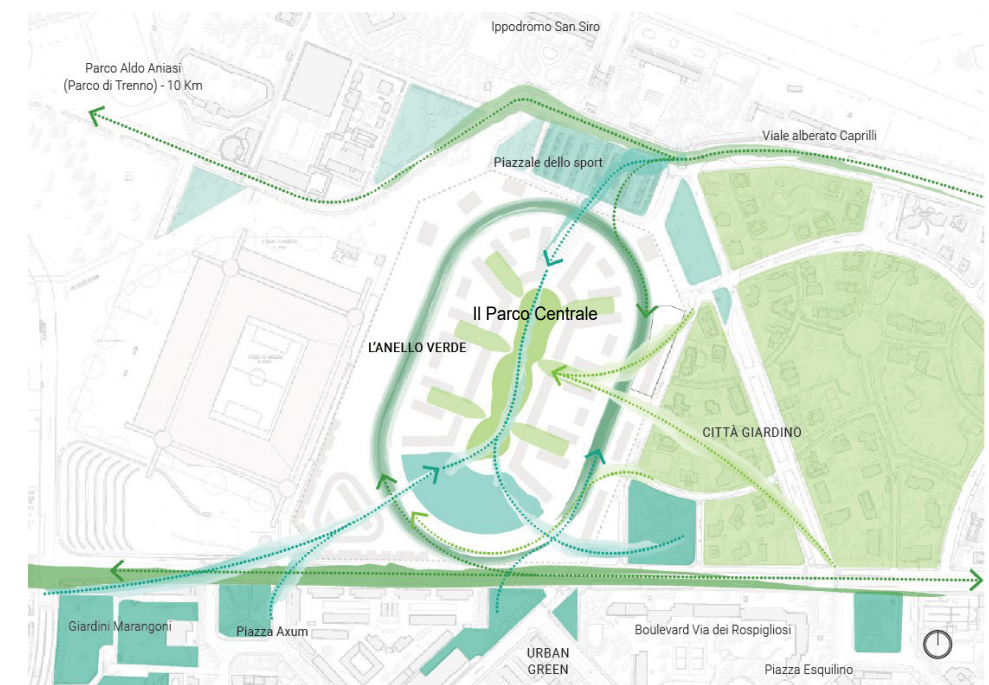 Ippodromo San Siro
Parco Aldo Aniasi
(Parco di Trenno) - 10 Km
Viale alberato Caprilli
Piazzale dello sport
Il Parco Centrale
L'ANELLO VERDE
CITTÀ GIARDINO
Giardini Marangoni
Piazza Axum
Boulevard Via dei Rospigliosi
URBAN
GREEN
Piazza Esquilino